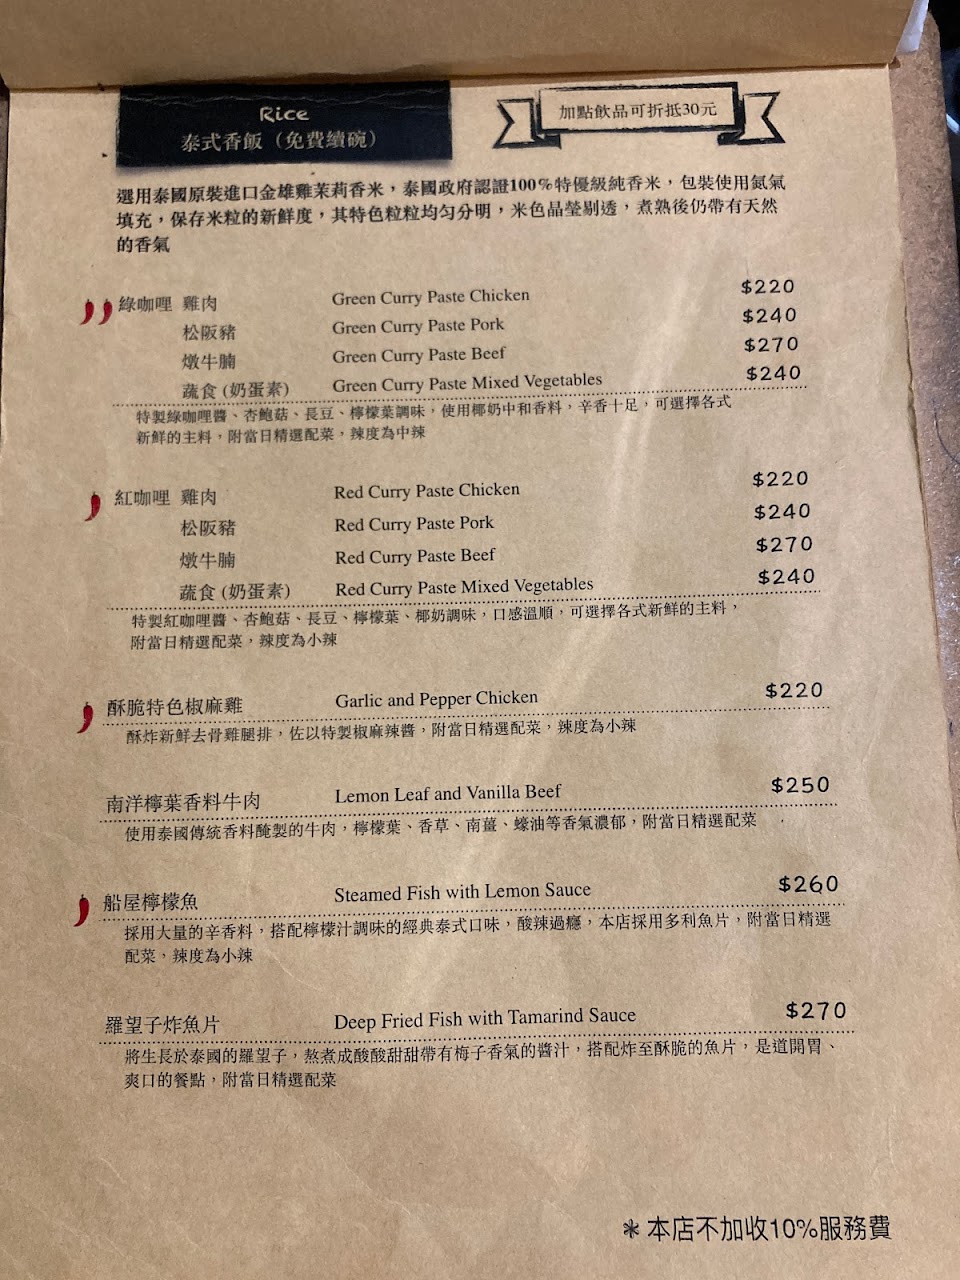 Rice
泰式香飯（免費續碗）
加點飲品可折抵30元
選用泰國原裝進口金雄雞茉莉香米，泰國政府認證100%特優級純香米，包裝使用氮氣
填充，保存米粒的新鮮度，其特色粒粒均勻分明，米色晶瑩剔透，煮熟後仍帶有天然
的香氣
綠咖哩 雞肉 Green Curry Paste Chicken $220
松阪豬 Green Curry Paste Pork $240
燉牛腩 Green Curry Paste Beef $270
蔬食 (奶蛋素) Green Curry Paste Mixed Vegetables $240
特製綠咖哩醬、杏鮑菇、長豆、檸檬葉調味，使用椰奶中和香料，辛香十足，可選擇各式
新鮮的主料，附當日精選配菜，辣度為中辣
紅咖哩 雞肉 Red Curry Paste Chicken $220
松阪豬 Red Curry Paste Pork $240
燉牛腩 Red Curry Paste Beef $270
蔬食 (奶蛋素) Red Curry Paste Mixed Vegetables $240
特製紅咖哩醬、杏鮑菇、長豆、檸檬葉、椰奶調味，口感溫順，可選擇各式新鮮的主料，
附當日精選配菜，辣度為小辣
酥脆特色椒麻雞 Garlic and Pepper Chicken $220
酥炸新鮮去骨雞腿排，佐以特製椒麻辣醬，附當日精選配菜，辣度為小辣
南洋檸葉香料牛肉 Lemon Leaf and Vanilla Beef $250
使用泰國傳統香料醃製的牛肉，檸檬葉、香草、南薑、蠔油等香氣濃郁，附當日精選配菜
船屋檸檬魚 Steamed Fish with Lemon Sauce $260
採用大量的辛香料，搭配檸檬汁調味的經典泰式口味，酸辣過癮，本店採用多利魚片，附當日精選
配菜，辣度為小辣
羅望子炸魚片 Deep Fried Fish with Tamarind Sauce $270
將生長於泰國的羅望子，熬煮成酸酸甜甜帶有梅子香氣的醬汁，搭配炸至酥脆的魚片，是道開胃、
爽口的餐點，附當日精選配菜
＊本店不加收10%服務費